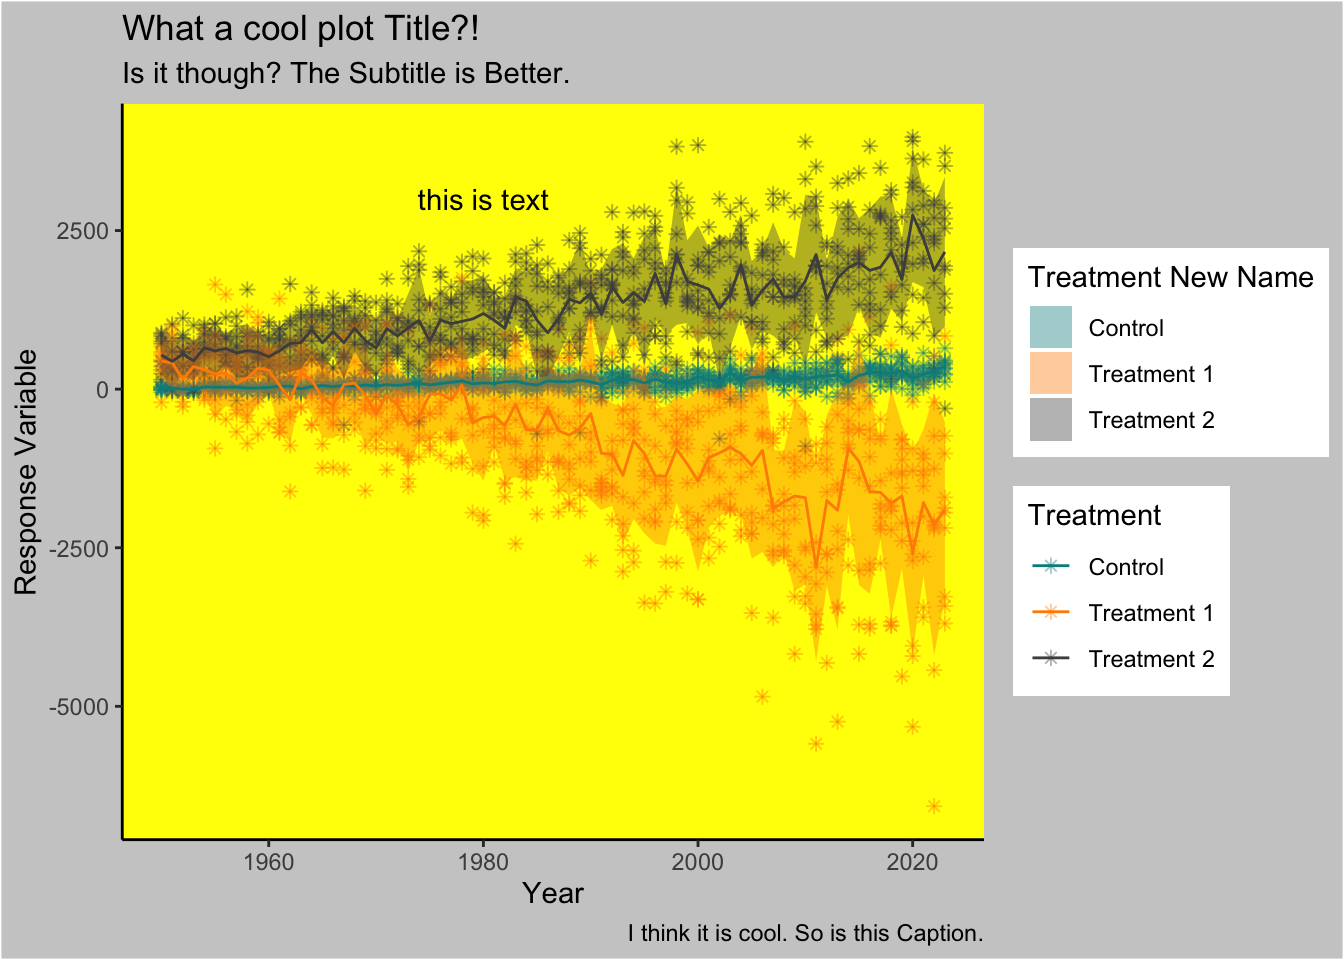 What a cool plot Title?!
Is it though? The Subtitle is Better.
this is text
2500
0
-2500
-5000
Response Variable
1960
1980
2000
2020
Year
I think it is cool. So is this Caption.
Treatment New Name
Control
Treatment 1
Treatment 2
Treatment
Control
Treatment 1
Treatment 2